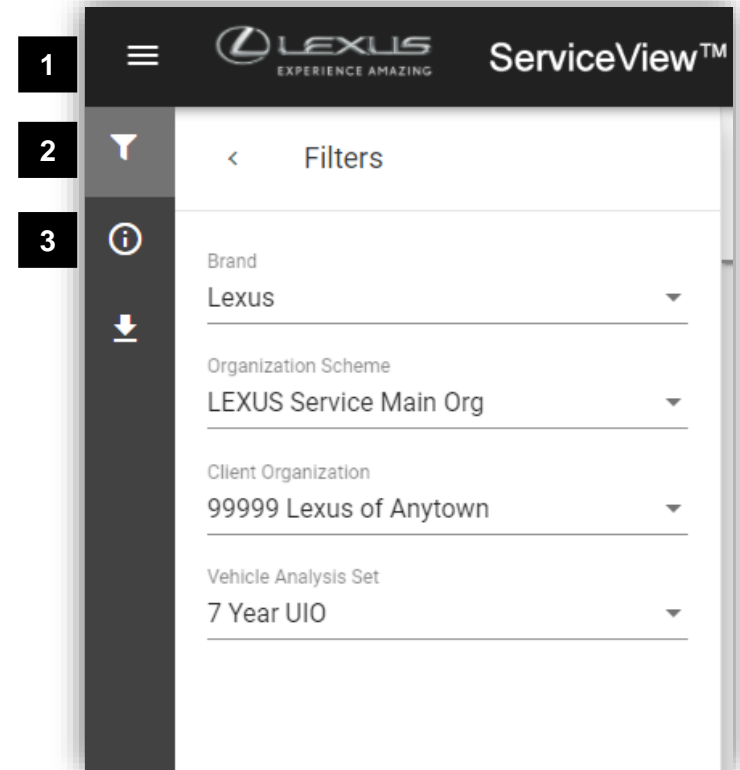 1
LEXUS
EXPERIENCE AMAZING
ServiceView™
2
Filters
3
Brand
Lexus
Organization Scheme
LEXUS Service Main Org
Client Organization
99999 Lexus of Anytown
Vehicle Analysis Set
7 Year UIO